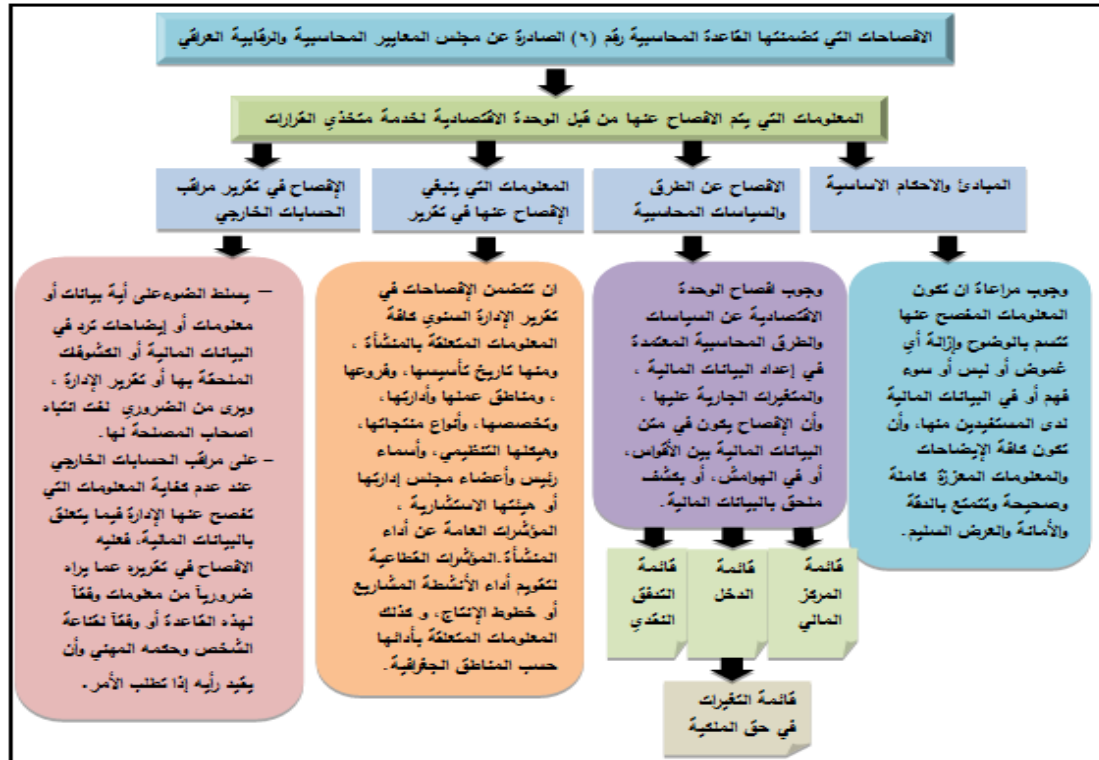 الافصاحات التي تضمنتها القاعدة المحاسبية رقم (٦) الصادرة عن مجلس المعايير المحاسبية والرقابية العراقي
المعلومات التي يتم الافصاح عنها من قبل الوحدة الاقتصادية لخدمة متخذي القرارات
المبادئ والاحكام الاساسية
الافصاح عن الطرق
والسياسات المحاسبية
المعلومات التي ينبغي
الإفصاح عنها في تقرير
الإفصاح في تقرير مراقب
الحسابات الخارجي
وجوب مراعاة ان تكون
المعلومات المفصح عنها
تتسم بالوضوح وإزالة أي
غموض أو لبس أو سوء
فهم أو في البيانات المالية
لدى المستفيدين منها، وأن
تكون كافة الإيضاحات
والمعلومات المعززة كاملة
وصحيحة وتتمتع بالدقة
والأمانة والعرض السليم.
وجوب افصاح الوحدة
الاقتصادية عن السياسات
والطرق المحاسبية المعتمدة
في إعداد البيانات المالية ،
والمتغيرات الجارية عليها ،
وأن الإفصاح يكون في متن
البيانات المالية بين الأقواس،
أو في الهوامش، أو بكشف
ملحق بالبيانات المالية.
قائمة
المركز
المالي
قائمة
الدخل
قائمة
التدفق
النقدي
قائمة التغيرات
في حق الملكية
ان تتضمن الإفصاحات في
تقرير الإدارة السنوي كافة
المعلومات المتعلقة بالمنشأة ،
ومنها تاريخ تأسيسها، وفروعها
، ومناطق عملها وأدارتها،
وتخصصها، وأنواع منتجاتها،
وهيكلها التنظيمي، وأسماء
رئيس وأعضاء مجلس إدارتها
أو هيئتها الاستشارية ،
المؤشرات العامة عن أداء
المنشأة.المؤشرات القطاعية
لتقويم أداء الأنشطة المشاريع
أو خطوط الإنتاج، و كذلك
المعلومات المتعلقة بأدائها
حسب المناطق الجغرافية.
– يسلط الضوءعلى أية بيانات أو
معلومات أو إيضاحات ترد في
البيانات المالية أو الكشوفك
الملحقة بها أو تقرير الإدارة ،
ويرى من الضروري لفت انتباه
اصحاب المصلحة لها.
– على مراقب الحسابات الخارجي
عند عدم كفاية المعلومات التي
تفصح عنها الإدارة فيما يتعلق
بالبيانات المالية، فعليه
الافصاح في تقريره عما يراه
ضرورياً من معلومات وفقاً
لهذه القاعدة أو وفقاً لقناعة
الشخص وحكمه المهني وأن
يقيد رأيه إذا تطلب الأمر.